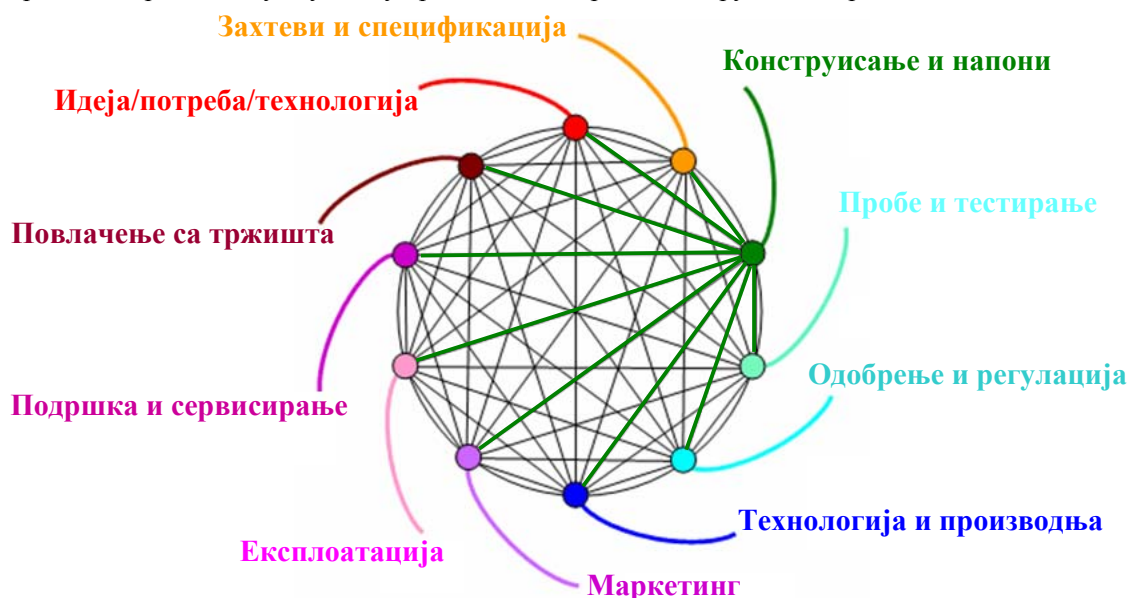 Захтеви и спецификација
Конструисање и напони
Идеја/потреба/технологија
Пробе и тестирање
Повлачење са тржишта
Одобрење и регулација
Подршка и сервисирање
Технологија и производња
Експлоатација
Маркетинг